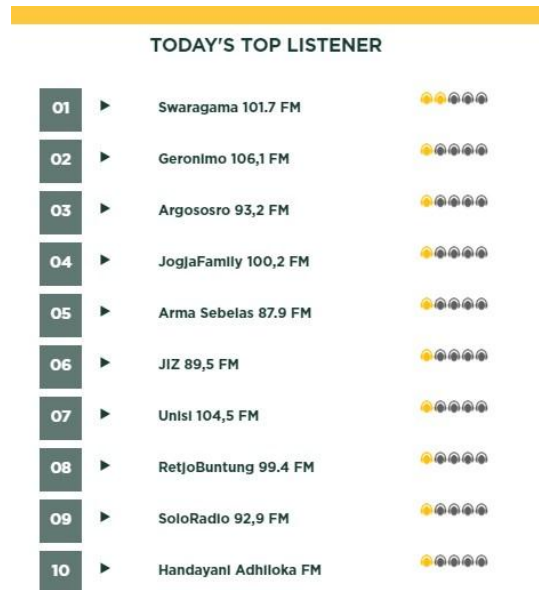 TODAY'S TOP LISTENER
01 Swaragama 101.7 FM
02 Geronimo 106,1 FM
03 Argososro 93,2 FM
04 JogjaFamily 100,2 FM
05 Arma Sebelas 87.9 FM
06 JIZ 89,5 FM
07 Unisi 104,5 FM
08 RetjoBuntung 99.4 FM
09 SoloRadio 92,9 FM
10 Handayani Adhiloka FM